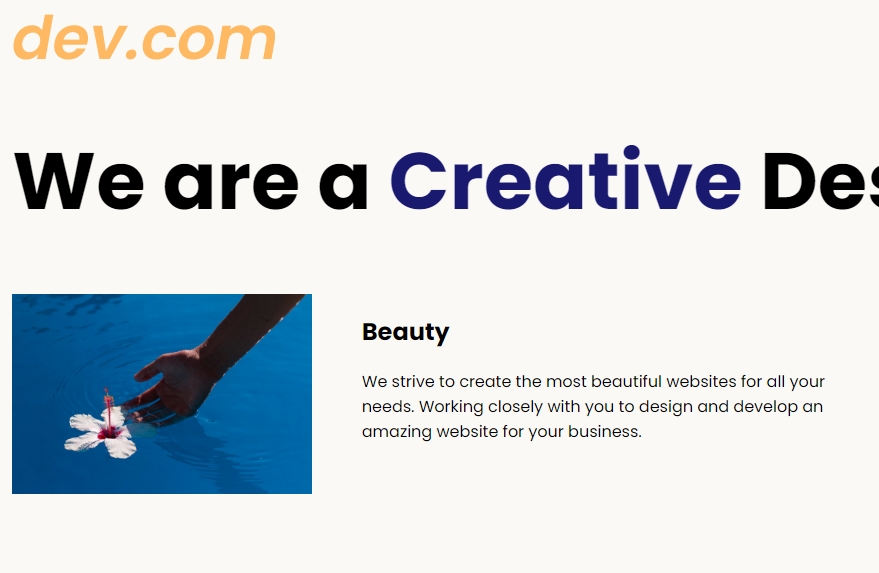 dev.com
We are a Creative Des
Beauty
We strive to create the most beautiful websites for all your
needs. Working closely with you to design and develop an
amazing website for your business.